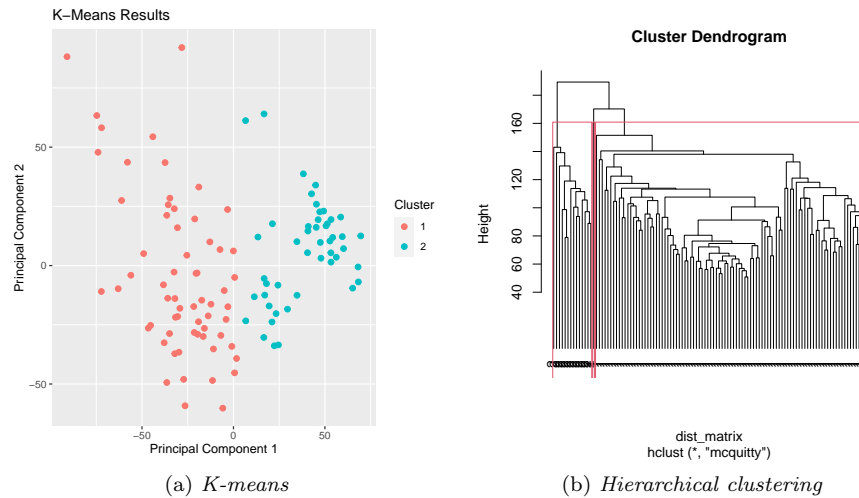 K−Means Results
Principal Component 2
50
0
−50
−50
0
50
Principal Component 1
Cluster
1
2
(a) K-means
Cluster Dendrogram
Height
160
120
100
80
60
40
dist_matrix
hclust (*, "mcquitty")
(b) Hierarchical clustering